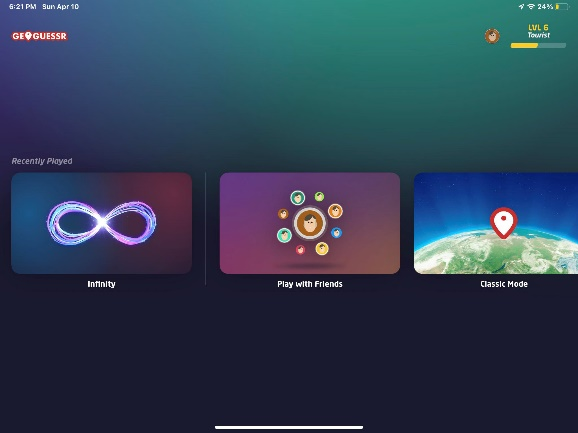 6:21 PM Sun Apr 10
24%
GEOGUESSR
LVL 6
Tourist
Recently Played
Infinity
Play with Friends
Classic Mode